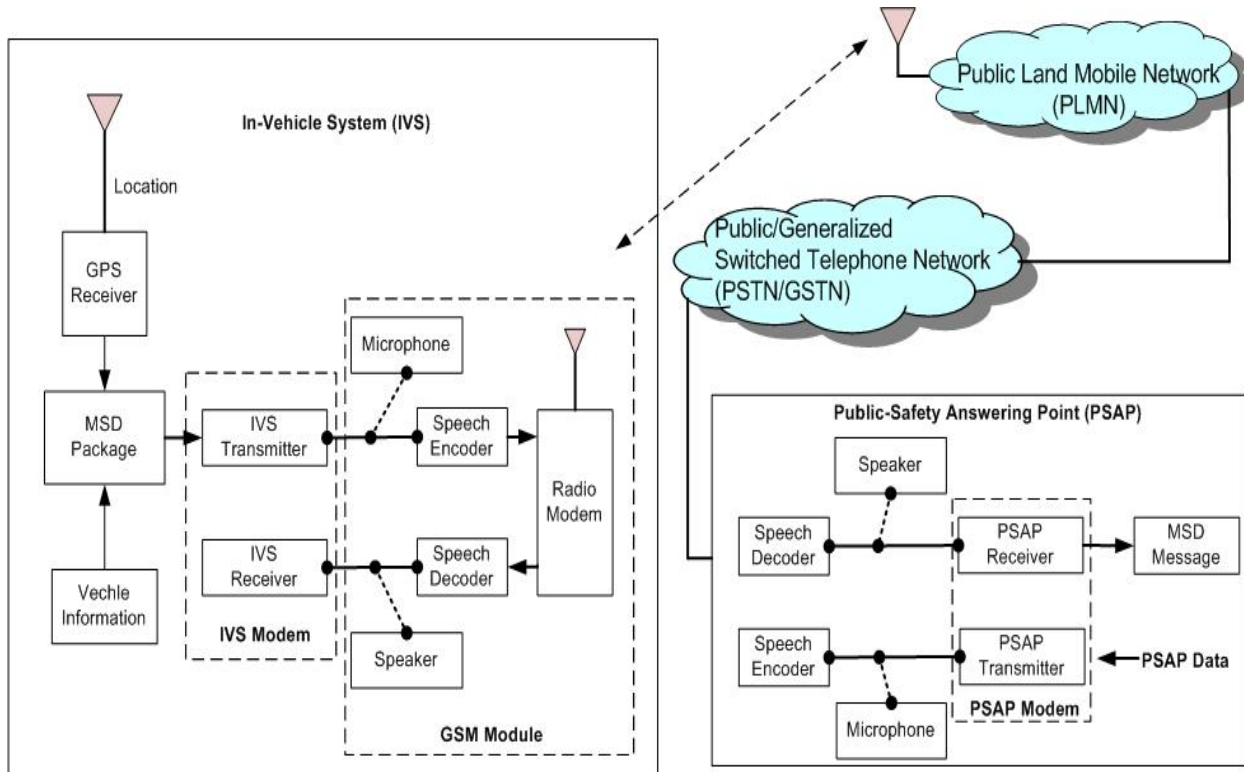 In-Vehicle System (IVS)
Location
GPS
Receiver
MSD
Package
Vechle
Information
IVS
Transmitter
IVS
Receiver
IVS Modem
Microphone
Speech
Encoder
Radio
Modem
Speech
Decoder
Speaker
GSM Module
Public Land Mobile Network
(PLMN)
Public/Generalized
Switched Telephone Network
(PSTN/GSTN)
Public-Safety Answering Point (PSAP)
Speaker
Speech
Decoder
PSAP
Receiver
MSD
Message
Speech
Encoder
PSAP
Transmitter
PSAP Data
Microphone
PSAP Modem